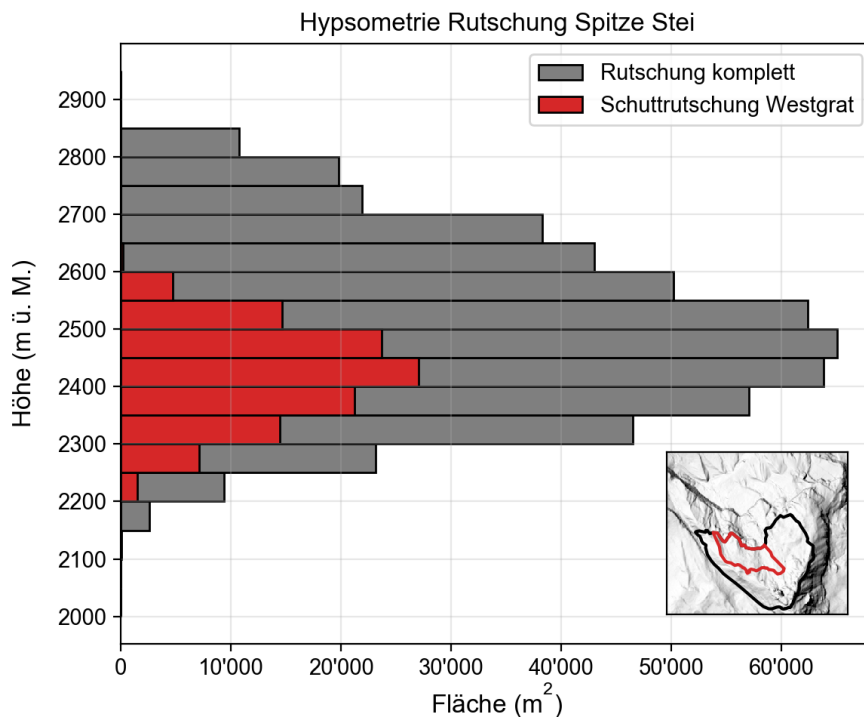 Hypsometrie Rutschung Spitze Stei
Rutschung komplett
Schuttrutschung Westgrat
Höhe (m ü. M.)
2900
2800
2700
2600
2500
2400
2300
2200
2100
2000
0 10'000 20'000 30'000 40'000 50'000 60'000
Fläche (m²)